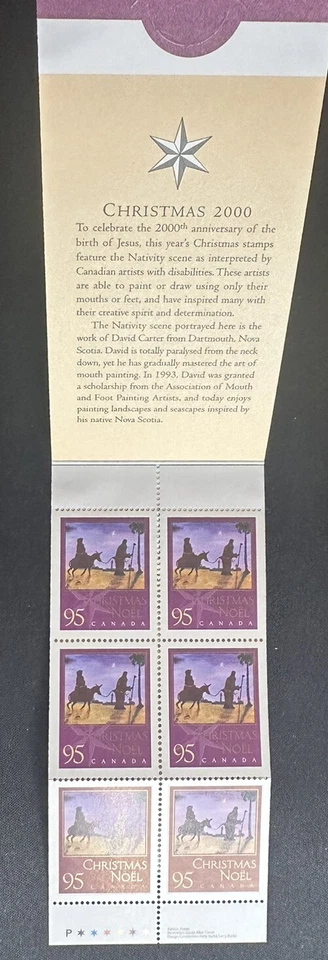 CHRISTMAS 2000
To celebrate the 2000th anniversary of the
birth of Jesus, this year's Christmas stamps
feature the Nativity scene as interpreted by
Canadian artists with disabilities. These artists
are able to paint or draw using only their
mouths or feet, and have inspired many with
their creative spirit and determination.
The Nativity scene portrayed here is the
work of David Carter from Dartmouth, Nova
Scotia. David is totally paralysed from the neck
down, yet he has gradually mastered the art of
mouth painting. In 1993, David was granted
a scholarship from the Association of Mouth
and Foot Painting Artists, and today enjoys
painting landscapes and seascapes inspired by
his native Nova Scotia.
CHRISTMAS
NOËL
95 CANADA
CHRISTMAS
NOËL
95 CANADA
CHRISTMAS
NOËL
95 CANADA
CHRISTMAS
NOËL
95 CANADA
CHRISTMAS
NOËL
95 CANADA
CHRISTMAS
NOËL
95 CANADA
P